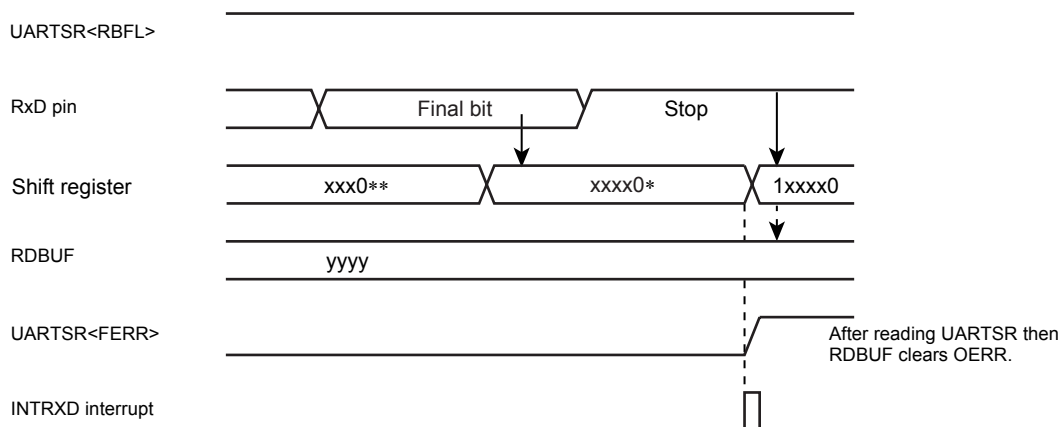 UARTSR<RBFL>
RxD pin
Final bit
Stop
Shift register
xxx0**
xxxx0*
1xxxx0
RDBUF
yyyy
UARTSR<FERR>
After reading UARTSR then
RDBUF clears OERR.
INTRXD interrupt